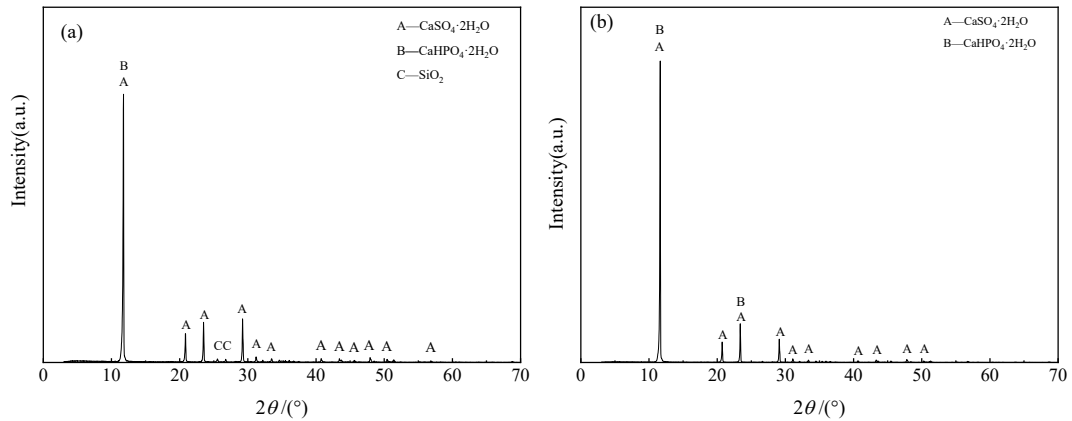 (a)
A—CaSO₄·2H₂O
B—CaHPO₄·2H₂O
C—SiO₂
B
A
A
A
CC
A
A
A
A
A
A
A
A
A
Intensity(a.u.)
0 10 20 30 40 50 60 70
2θ/(°)
(b)
A—CaSO₄·2H₂O
B—CaHPO₄·2H₂O
B
A
A
B
A
A
A
A
A
A
A
A
Intensity(a.u.)
0 10 20 30 40 50 60 70
2θ/(°)